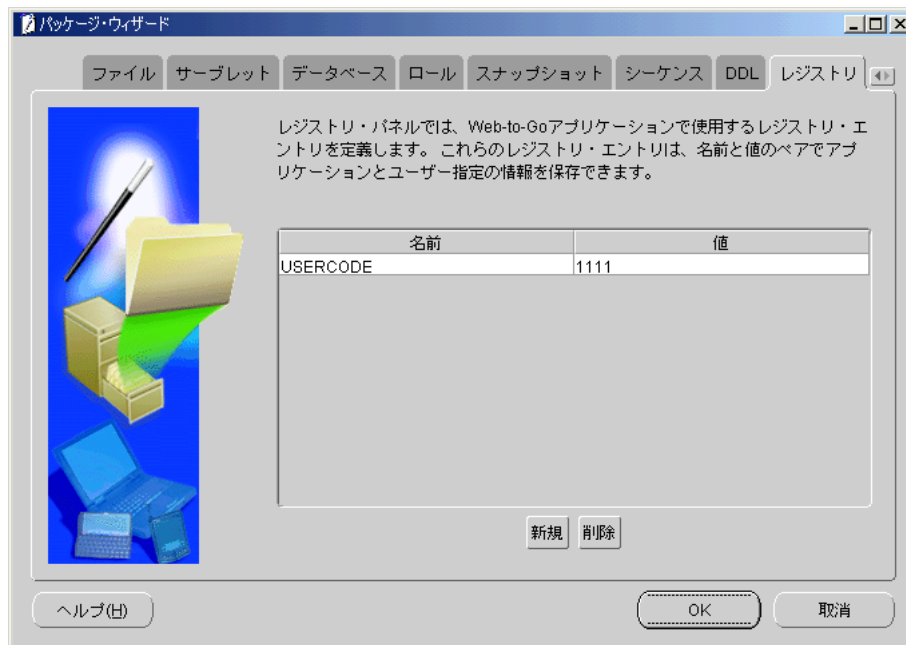 パッケージ・ウィザード
ファイル サーブレット データベース ロール スナップショット シーケンス DDL レジストリ
レジストリ・パネルでは、Web-to-Goアプリケーションで使用するレジストリ・エ
ントリを定義します。これらのレジストリ・エントリは、名前と値のペアでアプ
リケーションとユーザー指定の情報を保存できます。
名前 値
USERCODE 1111
新規 削除
ヘルプ(H) OK 取消